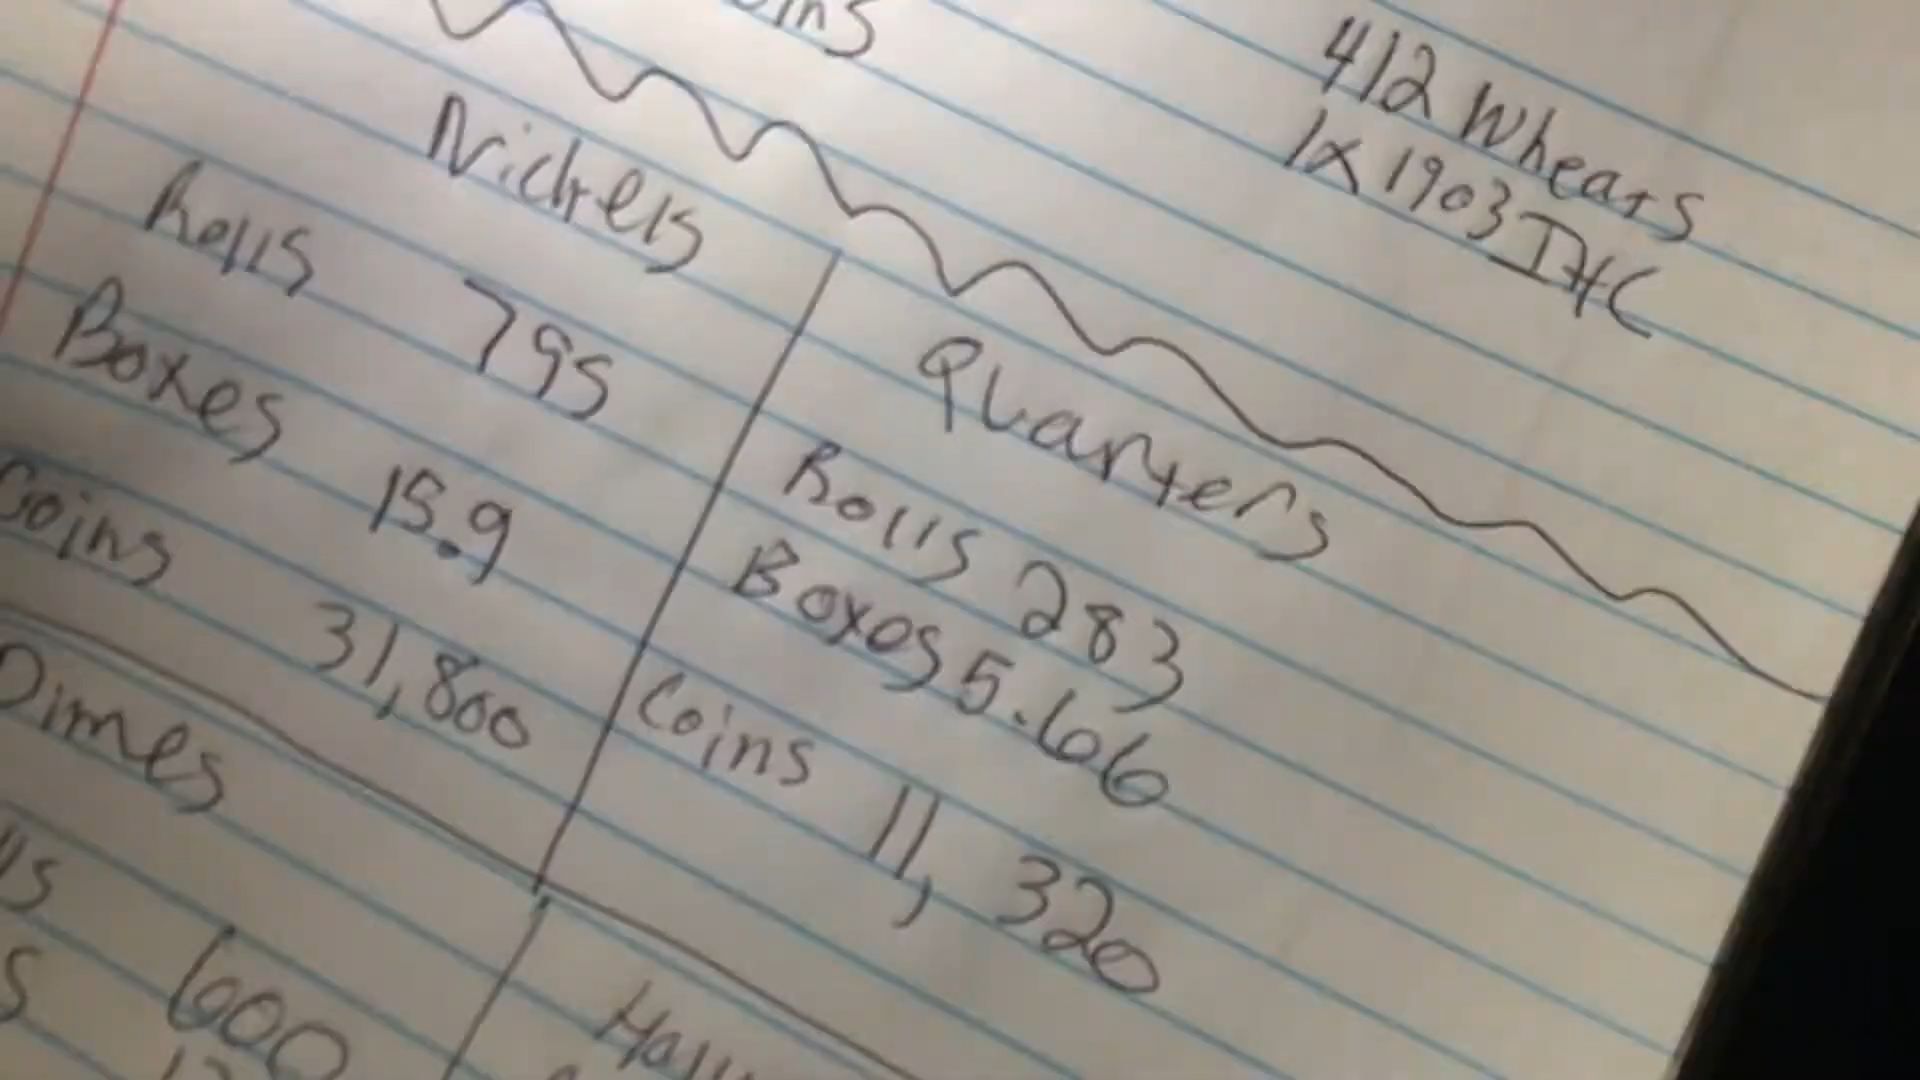 412 Wheats
1x 1903 IHC
Nickels
Rolls 795
Boxes 15.9
Coins 31,800
Quarters
Rolls 283
Boxes 5.66
Coins 11,320
Dimes
600